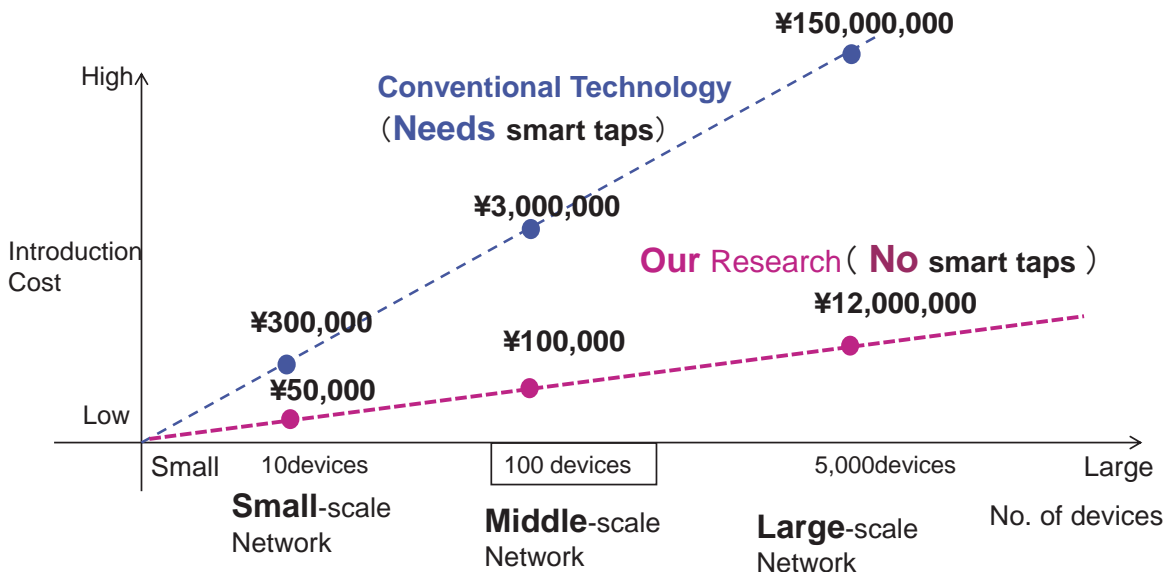 ¥150,000,000
High
Conventional Technology
（Needs smart taps）
¥3,000,000
Introduction
Cost
Our Research（ No smart taps ）
¥12,000,000
¥300,000
¥100,000
¥50,000
Low
Small
10devices
100 devices
5,000devices
Large
Small-scale
Network
Middle-scale
Network
Large-scale
Network
No. of devices